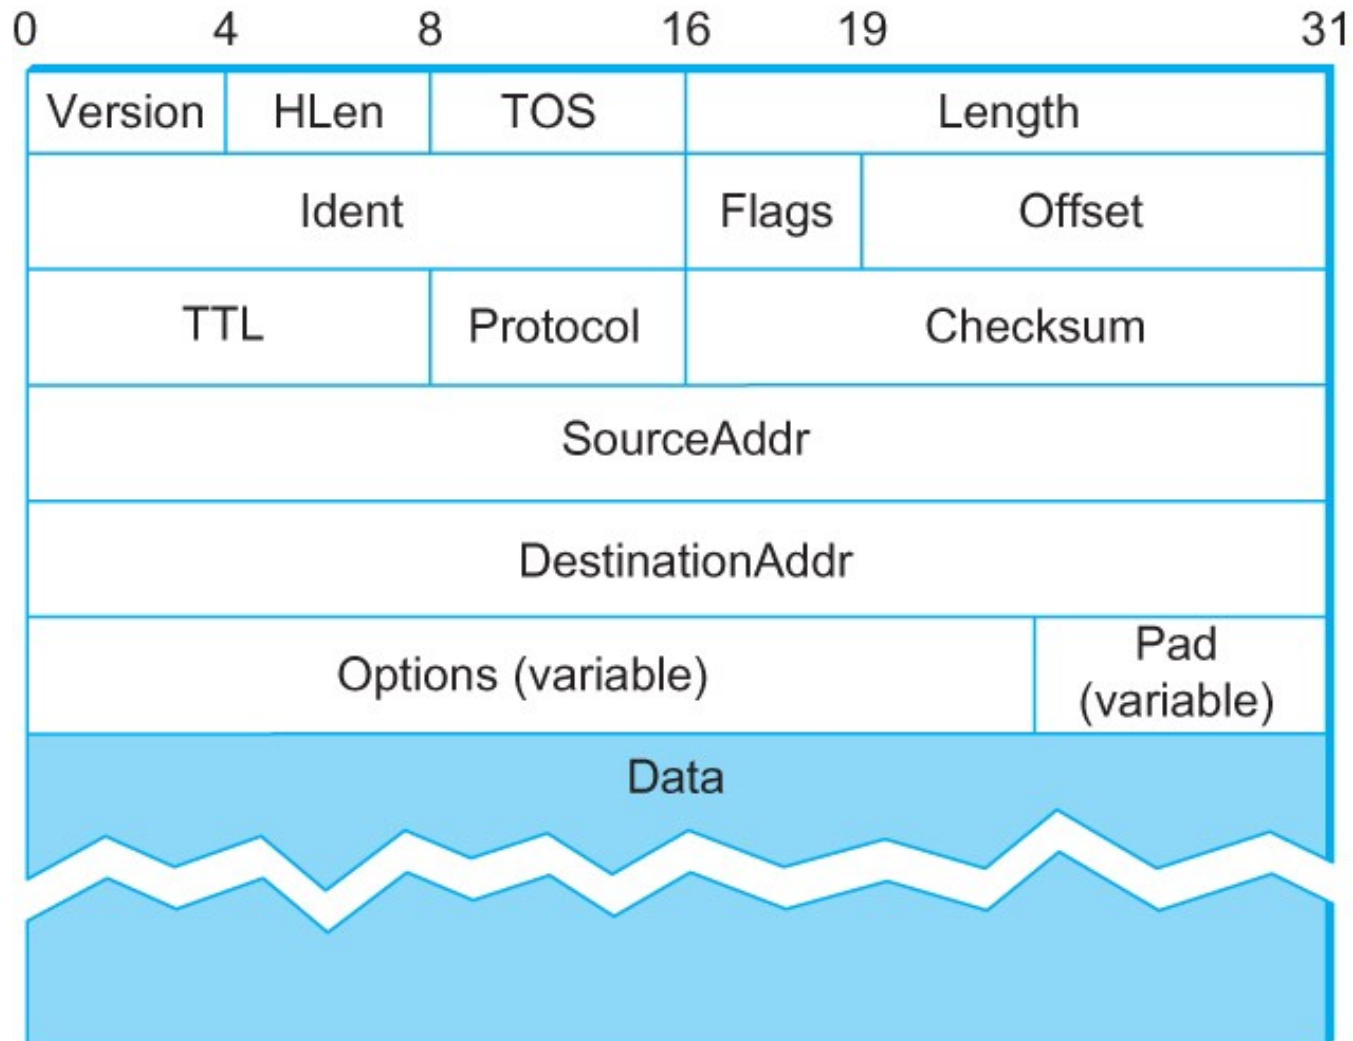 0 4 8 16 19 31
Version HLen TOS Length
Ident Flags Offset
TTL Protocol Checksum
SourceAddr
DestinationAddr
Options (variable) Pad
(variable)
Data